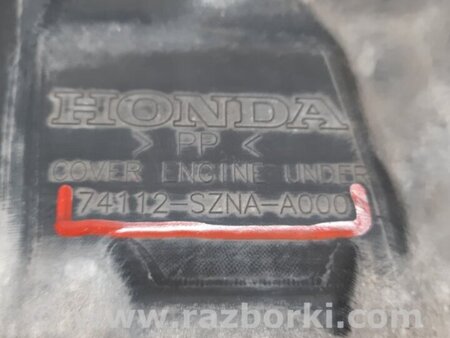 HONDA
> PP <
COVER ENGINE UNDER
74112-SZNA-A000
www.razborki.com